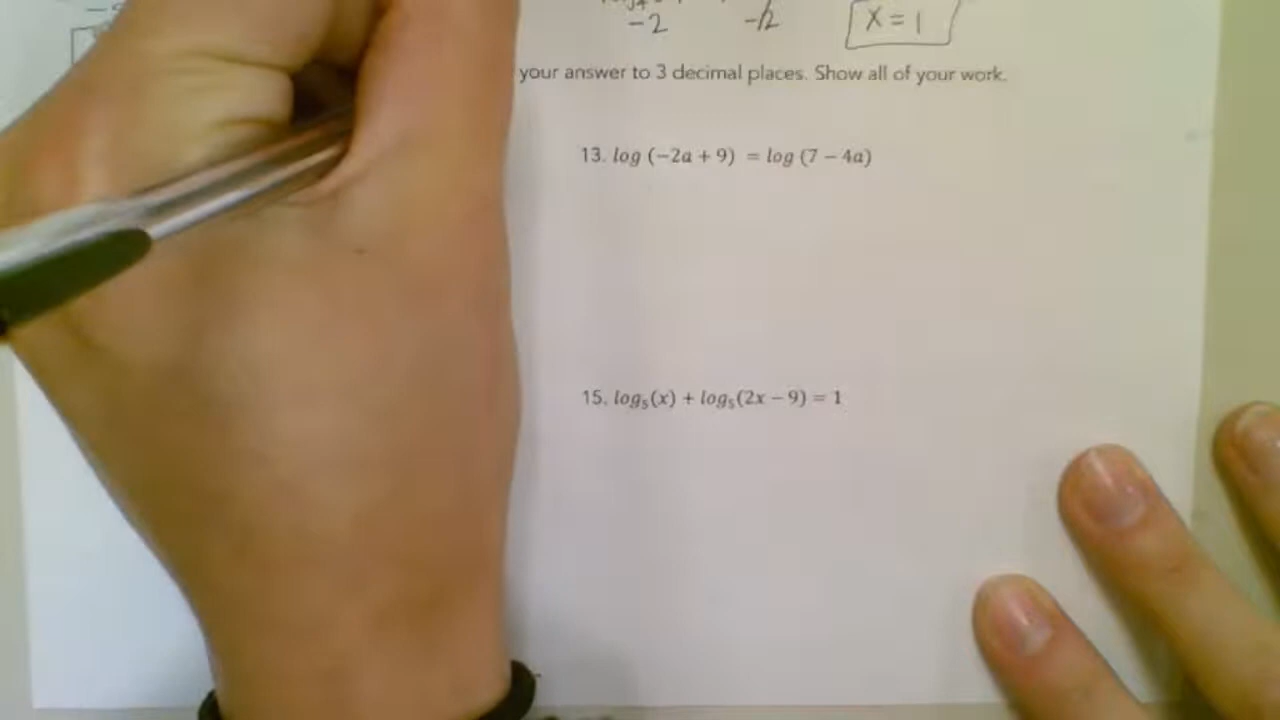 -2 -12 x = 1
your answer to 3 decimal places. Show all of your work.
13. log (−2a + 9) = log (7 − 4a)
15. log₅(x) + log₅(2x − 9) = 1